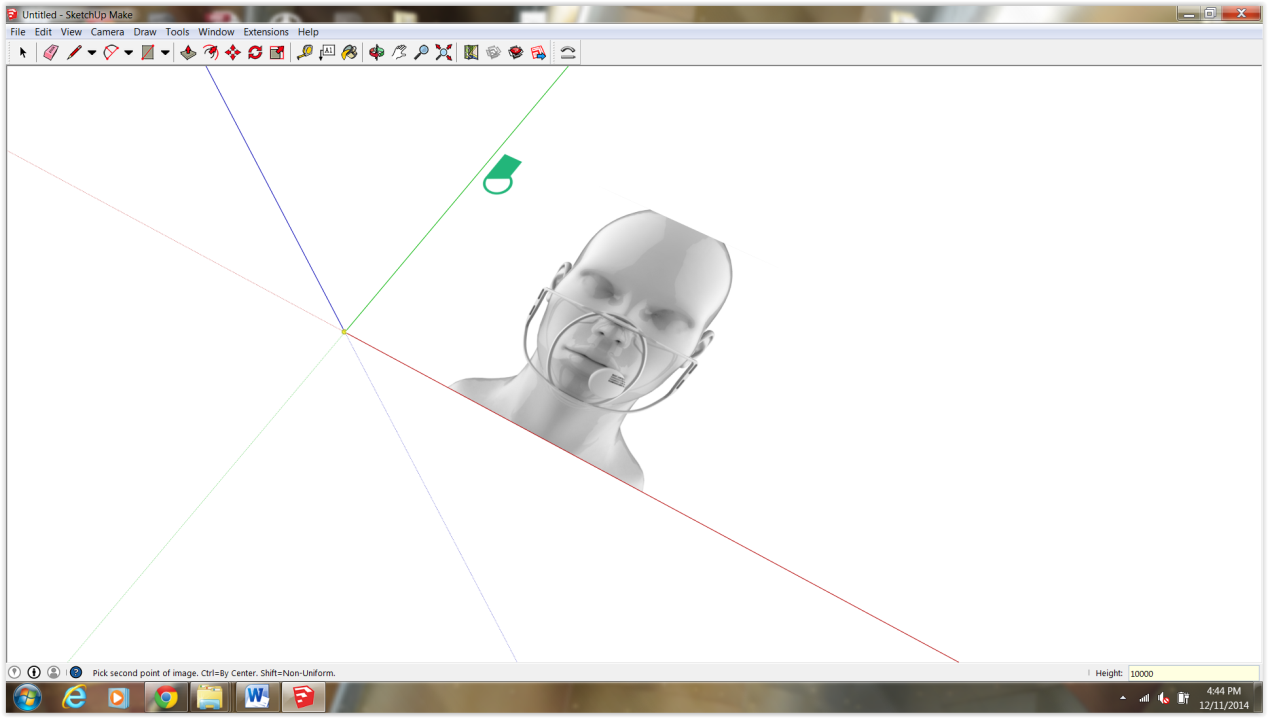 Untitled - SketchUp Make
File Edit View Camera Draw Tools Window Extensions Help
A1
Pick second point of image. Ctrl=By Center. Shift=Non-Uniform.
Height: 10000
4:44 PM
12/11/2014